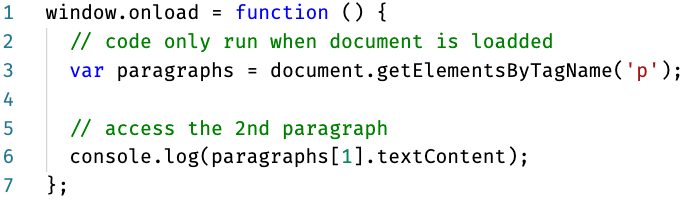 1 window.onload = function () {
2 // code only run when document is loadded
3 var paragraphs = document.getElementsByTagName('p');
4
5 // access the 2nd paragraph
6 console.log(paragraphs[1].textContent);
7 };